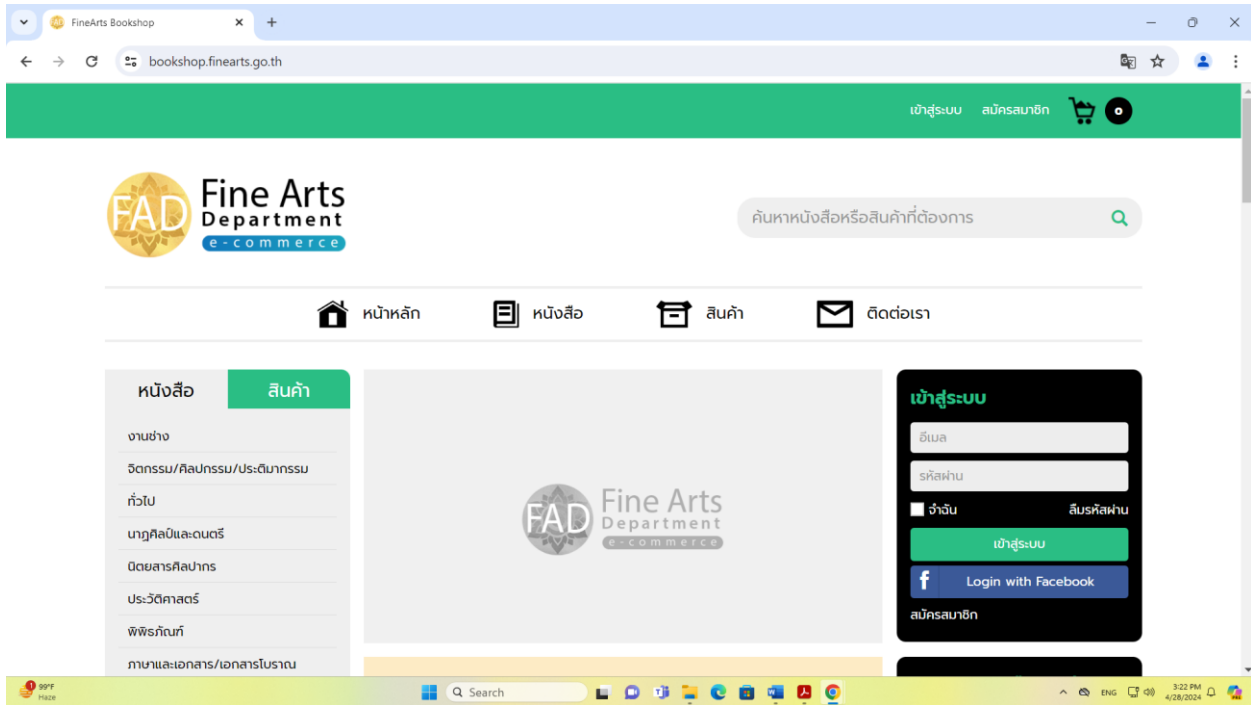 FineArts Bookshop
bookshop.finearts.go.th
เข้าสู่ระบบ สมัครสมาชิก 0
FAD Fine Arts
Department
e-commerce
ค้นหาหนังสือหรือสินค้าที่ต้องการ
หน้าหลัก หนังสือ สินค้า ติดต่อเรา
หนังสือ สินค้า
งานช่าง
จิตกรรม/ศิลปกรรม/ประติมากรรม
ทั่วไป
นาฏศิลป์และดนตรี
นิตยสารศิลปากร
ประวัติศาสตร์
พิพิธภัณฑ์
ภาษาและเอกสาร/เอกสารโบราณ
FAD Fine Arts
Department
e-commerce
เข้าสู่ระบบ
อีเมล
รหัสผ่าน
จำฉัน ลืมรหัสผ่าน
เข้าสู่ระบบ
f Login with Facebook
สมัครสมาชิก
1 99°F
Haze
Search
ENG
3:22 PM
4/28/2024